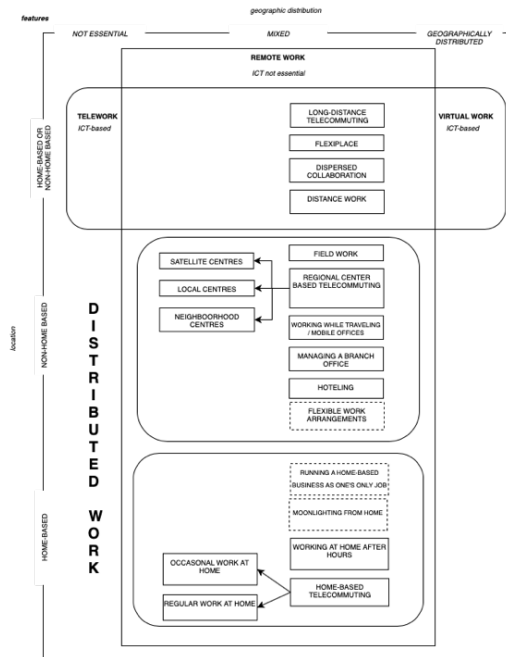 geographic distribution
features
NOT ESSENTIAL
MIXED
GEOGRAPHICALLY
DISTRIBUTED
REMOTE WORK
ICT not essential
TELEWORK
ICT-based
VIRTUAL WORK
ICT-based
HOME-BASED OR
NON-HOME BASED
LONG-DISTANCE
TELECOMMUTING
FLEXIPLACE
DISPERSED
COLLABORATION
DISTANCE WORK
location
NON-HOME BASED
FIELD WORK
SATELLITE CENTRES
REGIONAL CENTER
BASED TELECOMMUTING
LOCAL CENTRES
NEIGHBOORHOOD
CENTRES
WORKING WHILE TRAVELING
/ MOBILE OFFICES
MANAGING A BRANCH
OFFICE
HOTELING
FLEXIBLE WORK
ARRANGEMENTS
DISTRIBUTED WORK
HOME-BASED
RUNNING A HOME-BASED
BUSINESS AS ONE'S ONLY JOB
MOONLIGHTING FROM HOME
WORKING AT HOME AFTER
HOURS
OCCASONAL WORK AT
HOME
HOME-BASED
TELECOMMUTING
REGULAR WORK AT HOME